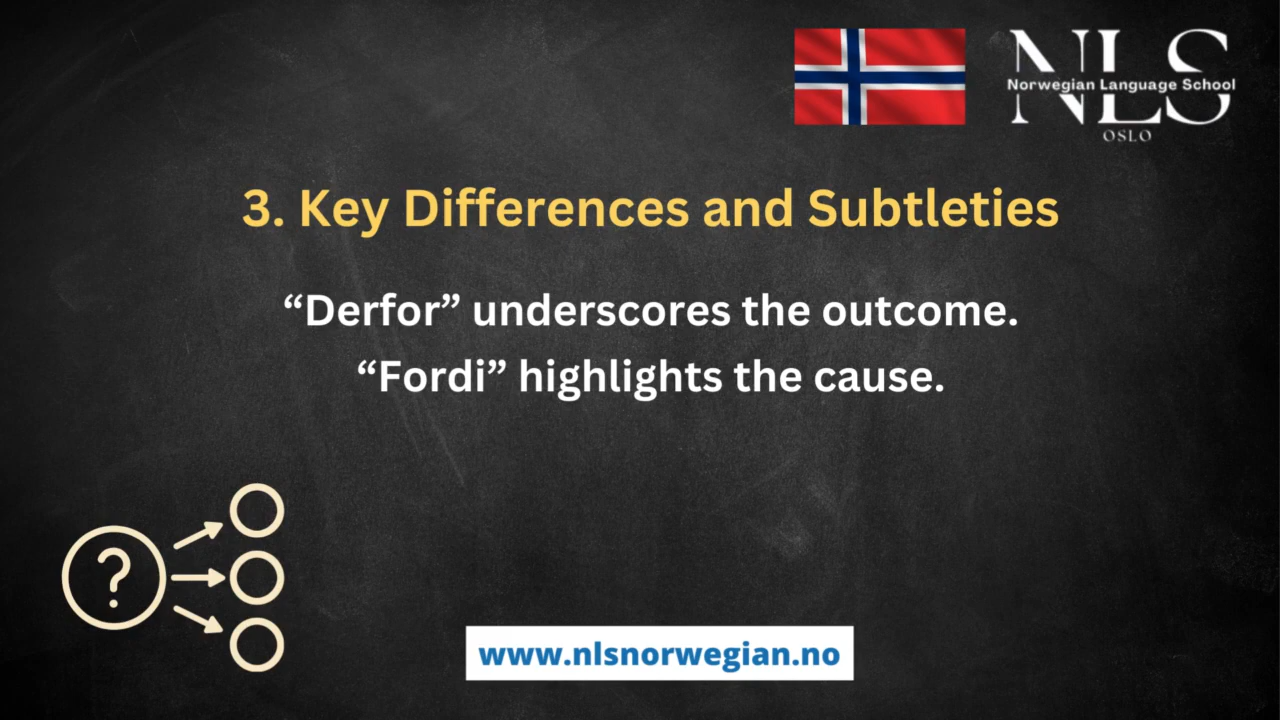 NLS
Norwegian Language School
OSLO
3. Key Differences and Subtleties
“Derfor” underscores the outcome.
“Fordi” highlights the cause.
?
www.nlsnorwegian.no